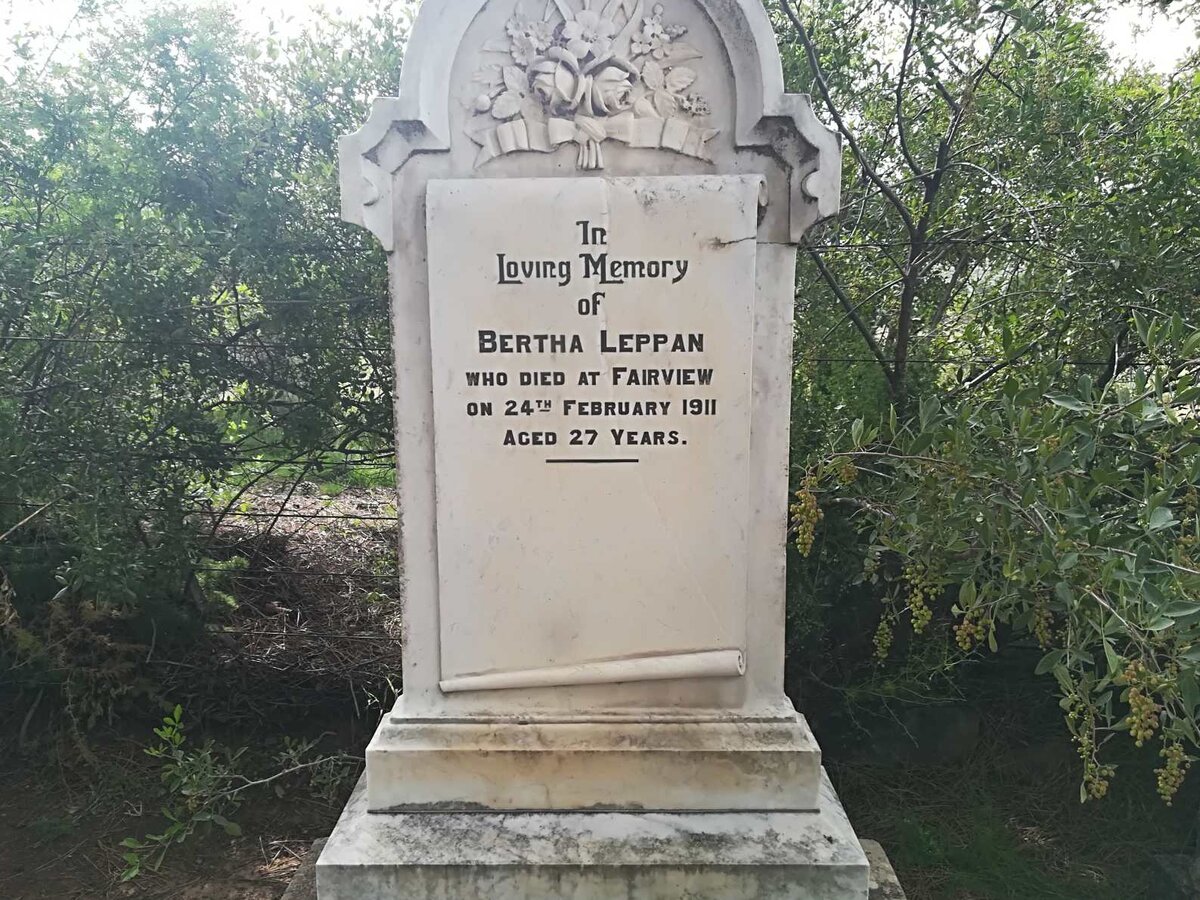 In
Loving Memory
of
BERTHA LEPPAN
WHO DIED AT FAIRVIEW
ON 24TH FEBRUARY 1911
AGED 27 YEARS.